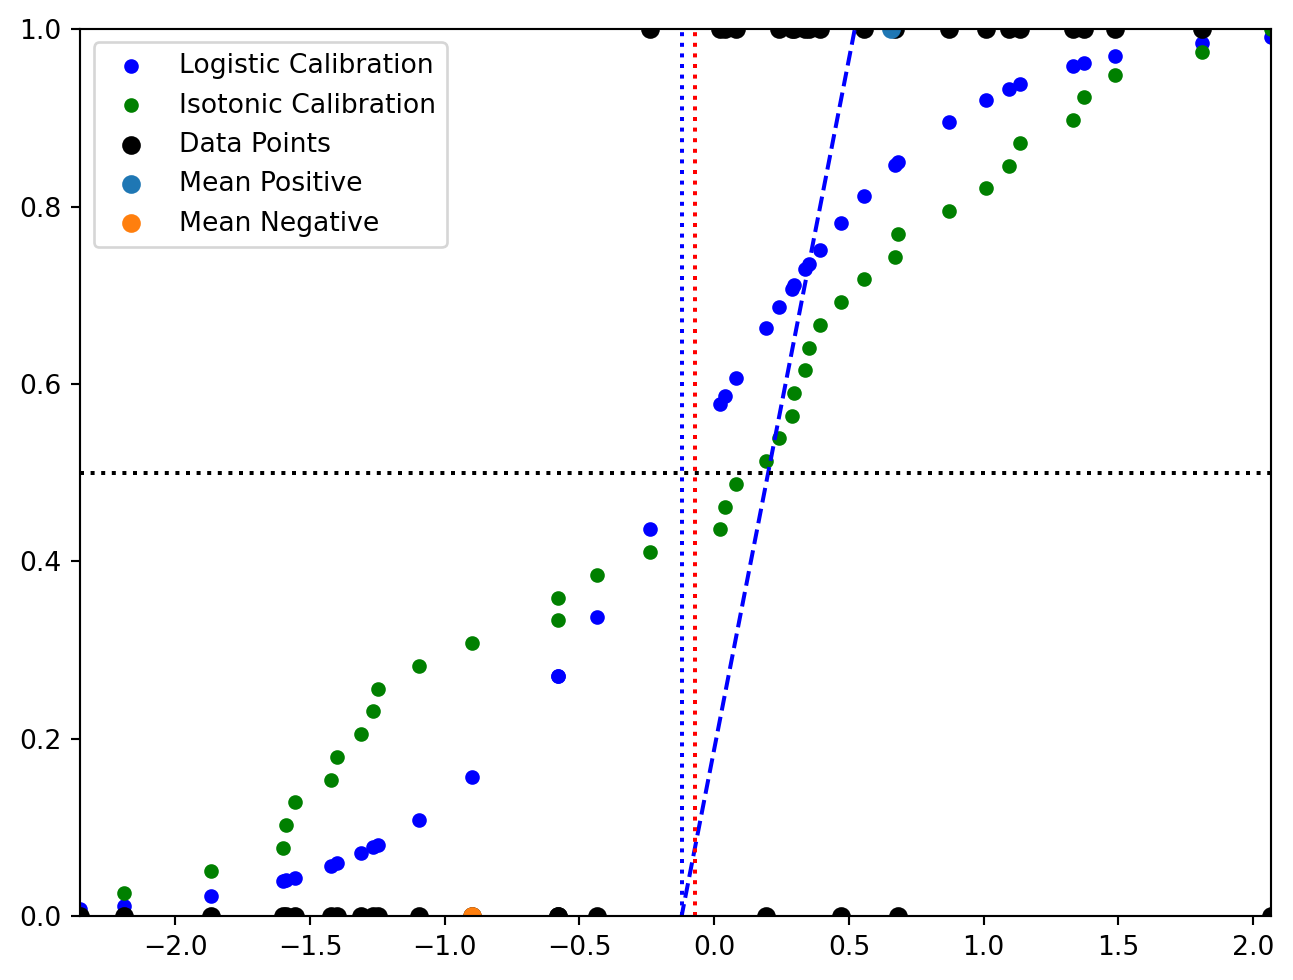 1.0
0.8
0.6
0.4
0.2
0.0
Logistic Calibration
Isotonic Calibration
Data Points
Mean Positive
Mean Negative
−2.0 −1.5 −1.0 −0.5 0.0 0.5 1.0 1.5 2.0